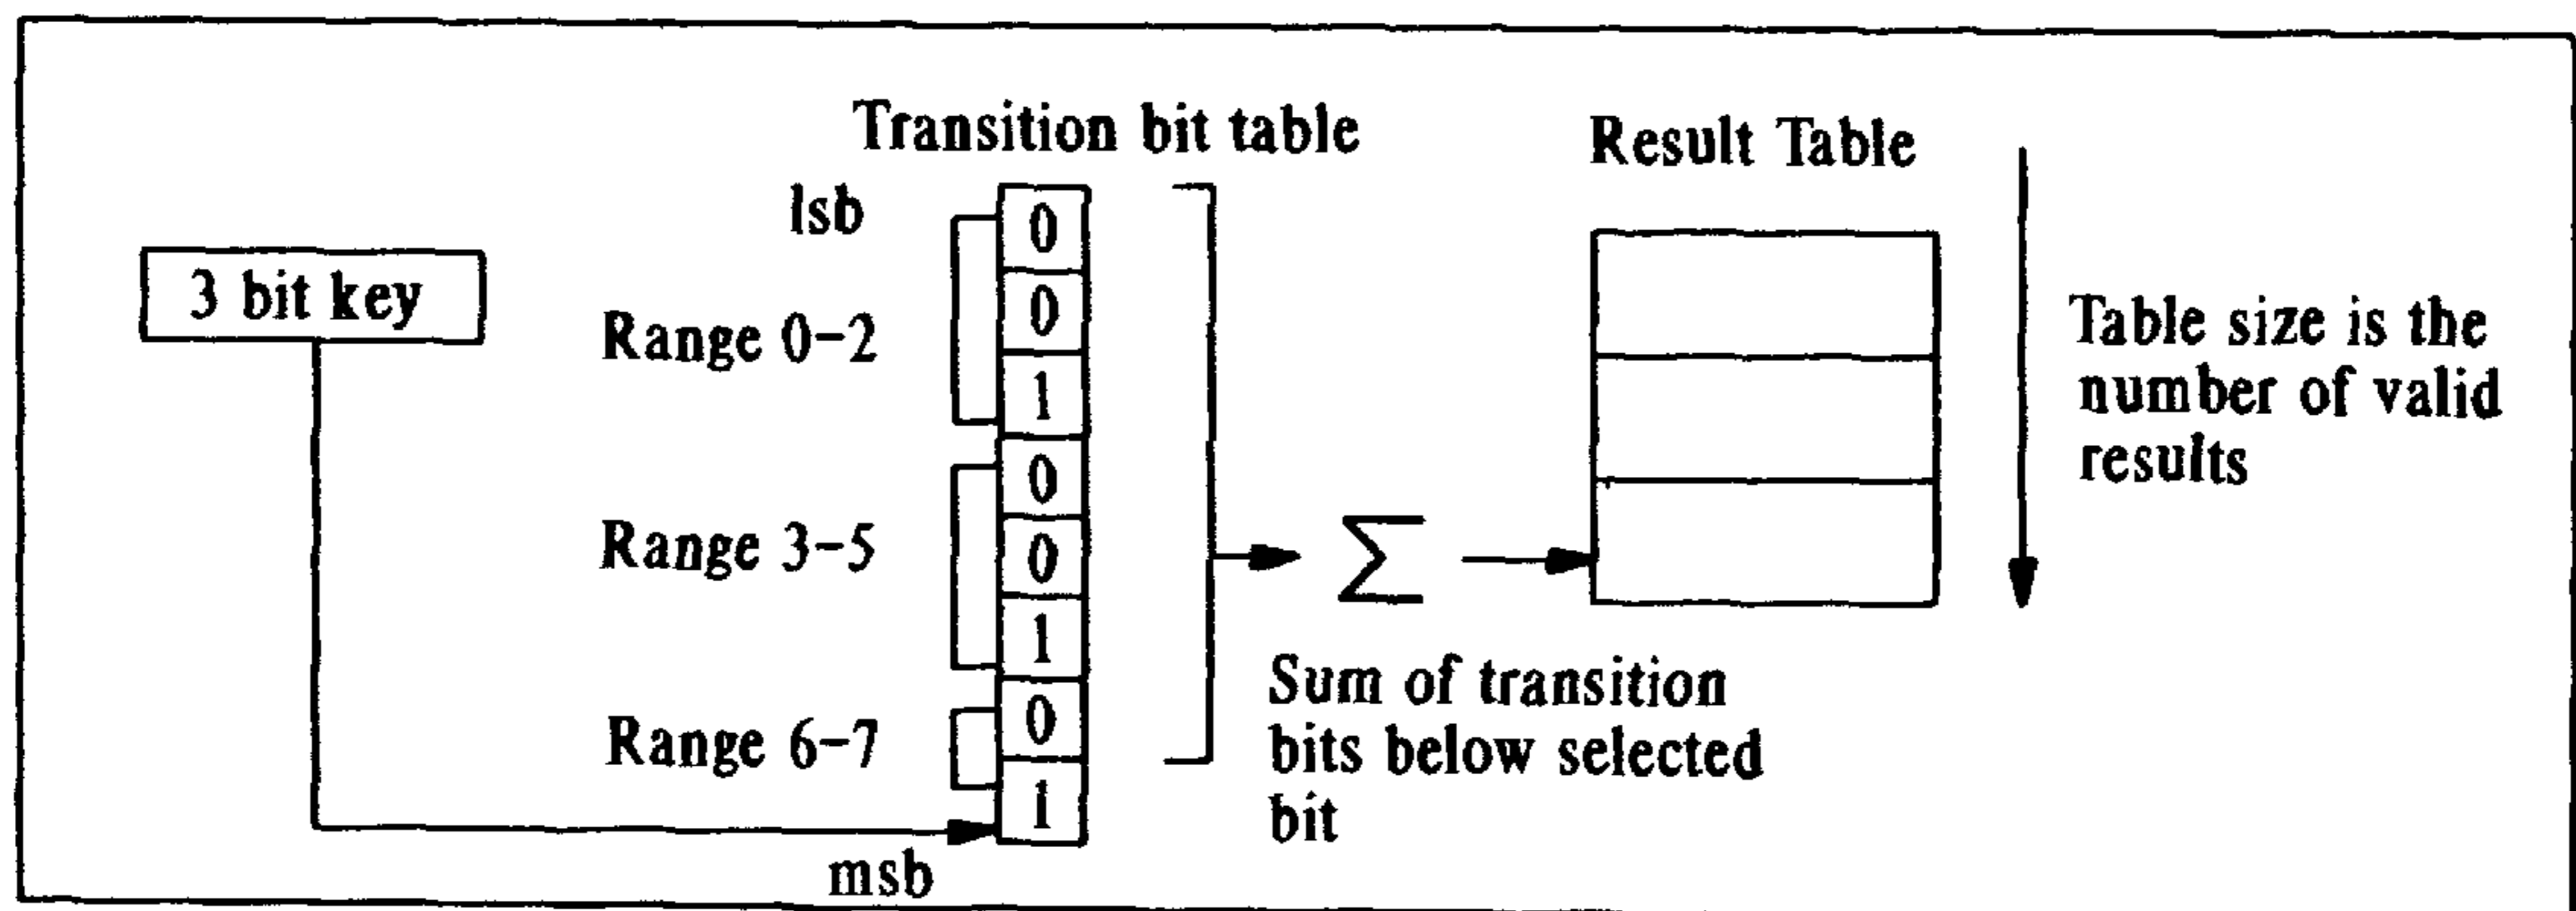 Transition bit table
Result Table
lsb
3 bit key
0
0
1
0
0
1
0
1
Range 0-2
Range 3-5
Range 6-7
msb
∑
Sum of transition
bits below selected
bit
Table size is the
number of valid
results